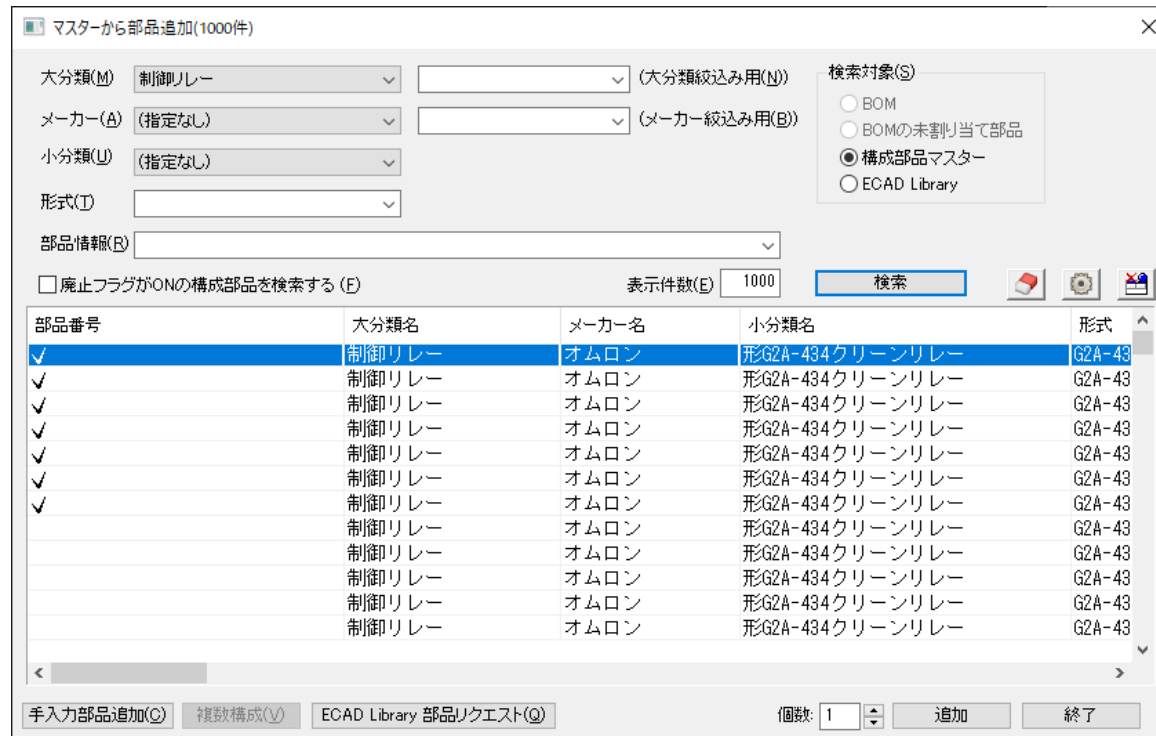 マスターから部品追加(1000件)
大分類(M) 制御リレー (大分類絞込み用(N)) 検索対象(S)
BOM
メーカー(A) (指定なし) (メーカー絞込み用(B))
BOMの未割り当て部品
小分類(U) (指定なし)
構成部品マスター
ECAD Library
形式(T)
部品情報(R)
廃止フラグがONの構成部品を検索する (F) 表示件数(E) 1000 検索
部品番号 大分類名 メーカー名 小分類名 形式
制御リレー オムロン 形G2A-434クリーンリレー G2A-43
制御リレー オムロン 形G2A-434クリーンリレー G2A-43
制御リレー オムロン 形G2A-434クリーンリレー G2A-43
制御リレー オムロン 形G2A-434クリーンリレー G2A-43
制御リレー オムロン 形G2A-434クリーンリレー G2A-43
制御リレー オムロン 形G2A-434クリーンリレー G2A-43
制御リレー オムロン 形G2A-434クリーンリレー G2A-43
制御リレー オムロン 形G2A-434クリーンリレー G2A-43
制御リレー オムロン 形G2A-434クリーンリレー G2A-43
制御リレー オムロン 形G2A-434クリーンリレー G2A-43
制御リレー オムロン 形G2A-434クリーンリレー G2A-43
制御リレー オムロン 形G2A-434クリーンリレー G2A-43
手入力部品追加(C) 複数構成(V) ECAD Library 部品リクエスト(Q) 個数: 1 追加 終了